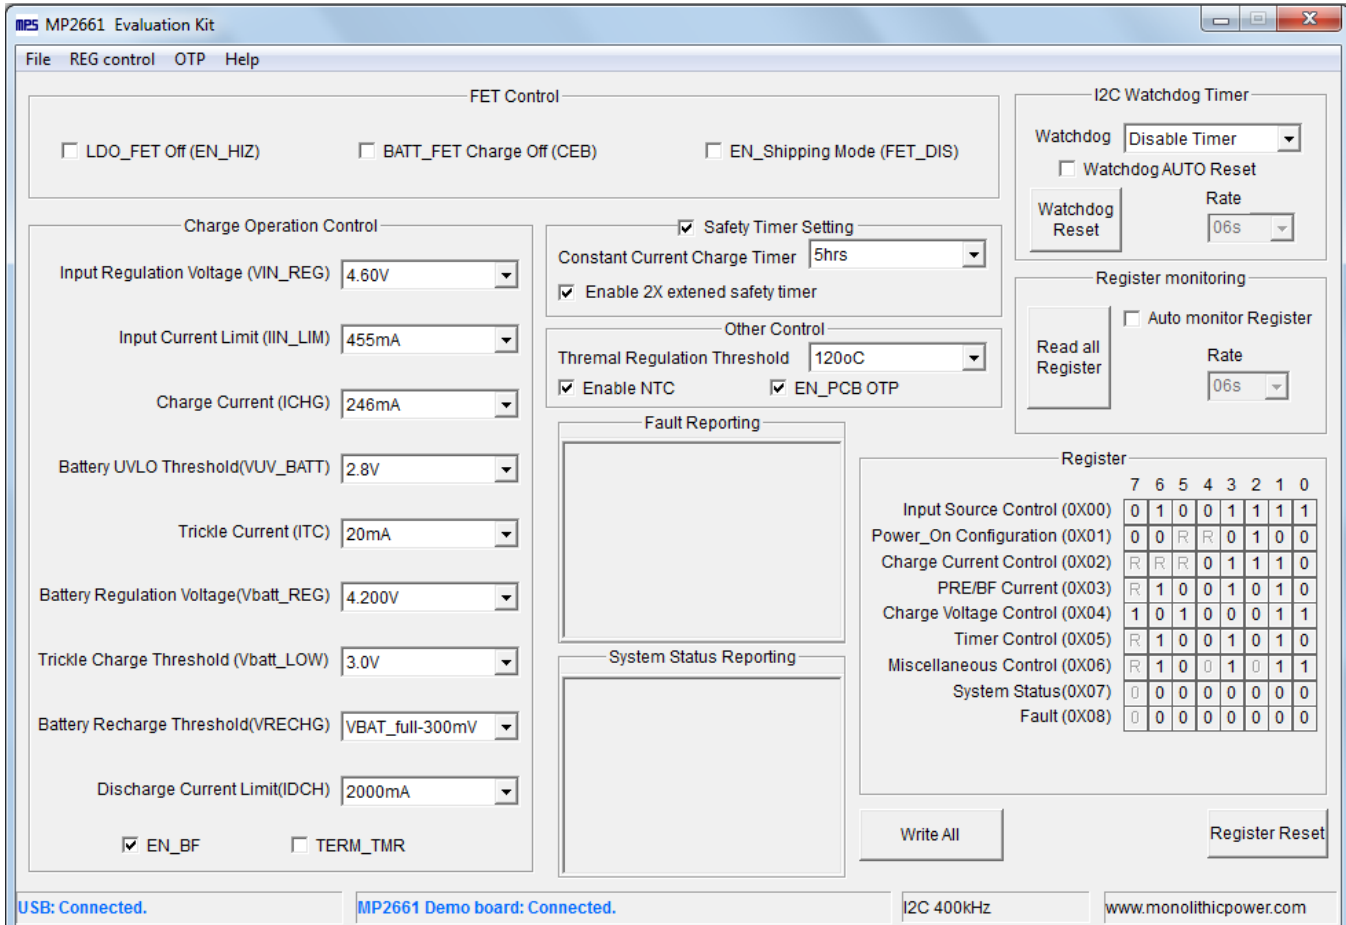 mps MP2661 Evaluation Kit
File REG control OTP Help
FET Control
LDO_FET Off (EN_HIZ) BATT_FET Charge Off (CEB) EN_Shipping Mode (FET_DIS)
I2C Watchdog Timer
Watchdog Disable Timer
Watchdog AUTO Reset
Watchdog Reset
Rate
06s
Charge Operation Control
Input Regulation Voltage (VIN_REG) 4.60V
Input Current Limit (IIN_LIM) 455mA
Charge Current (ICHG) 246mA
Battery UVLO Threshold(VUV_BATT) 2.8V
Trickle Current (ITC) 20mA
Battery Regulation Voltage(Vbatt_REG) 4.200V
Trickle Charge Threshold (Vbatt_LOW) 3.0V
Battery Recharge Threshold(VRECHG) VBAT_full-300mV
Discharge Current Limit(IDCH) 2000mA
EN_BF TERM_TMR
Safety Timer Setting
Constant Current Charge Timer 5hrs
Enable 2X extened safety timer
Other Control
Thremal Regulation Threshold 120oC
Enable NTC EN_PCB OTP
Fault Reporting
System Status Reporting
Register monitoring
Read all Register
Auto monitor Register
Rate
06s
Register
7 6 5 4 3 2 1 0
Input Source Control (0X00) 0 1 0 0 1 1 1 1
Power_On Configuration (0X01) 0 0 R R 0 1 0 0
Charge Current Control (0X02) R R R 0 1 1 1 0
PRE/BF Current (0X03) R 1 0 0 1 0 1 0
Charge Voltage Control (0X04) 1 0 1 0 0 0 1 1
Timer Control (0X05) R 1 0 0 1 0 1 0
Miscellaneous Control (0X06) R 1 0 0 1 0 1 1
System Status(0X07) 0 0 0 0 0 0 0 0
Fault (0X08) 0 0 0 0 0 0 0 0
Write All Register Reset
USB: Connected. MP2661 Demo board: Connected. I2C 400kHz www.monolithicpower.com